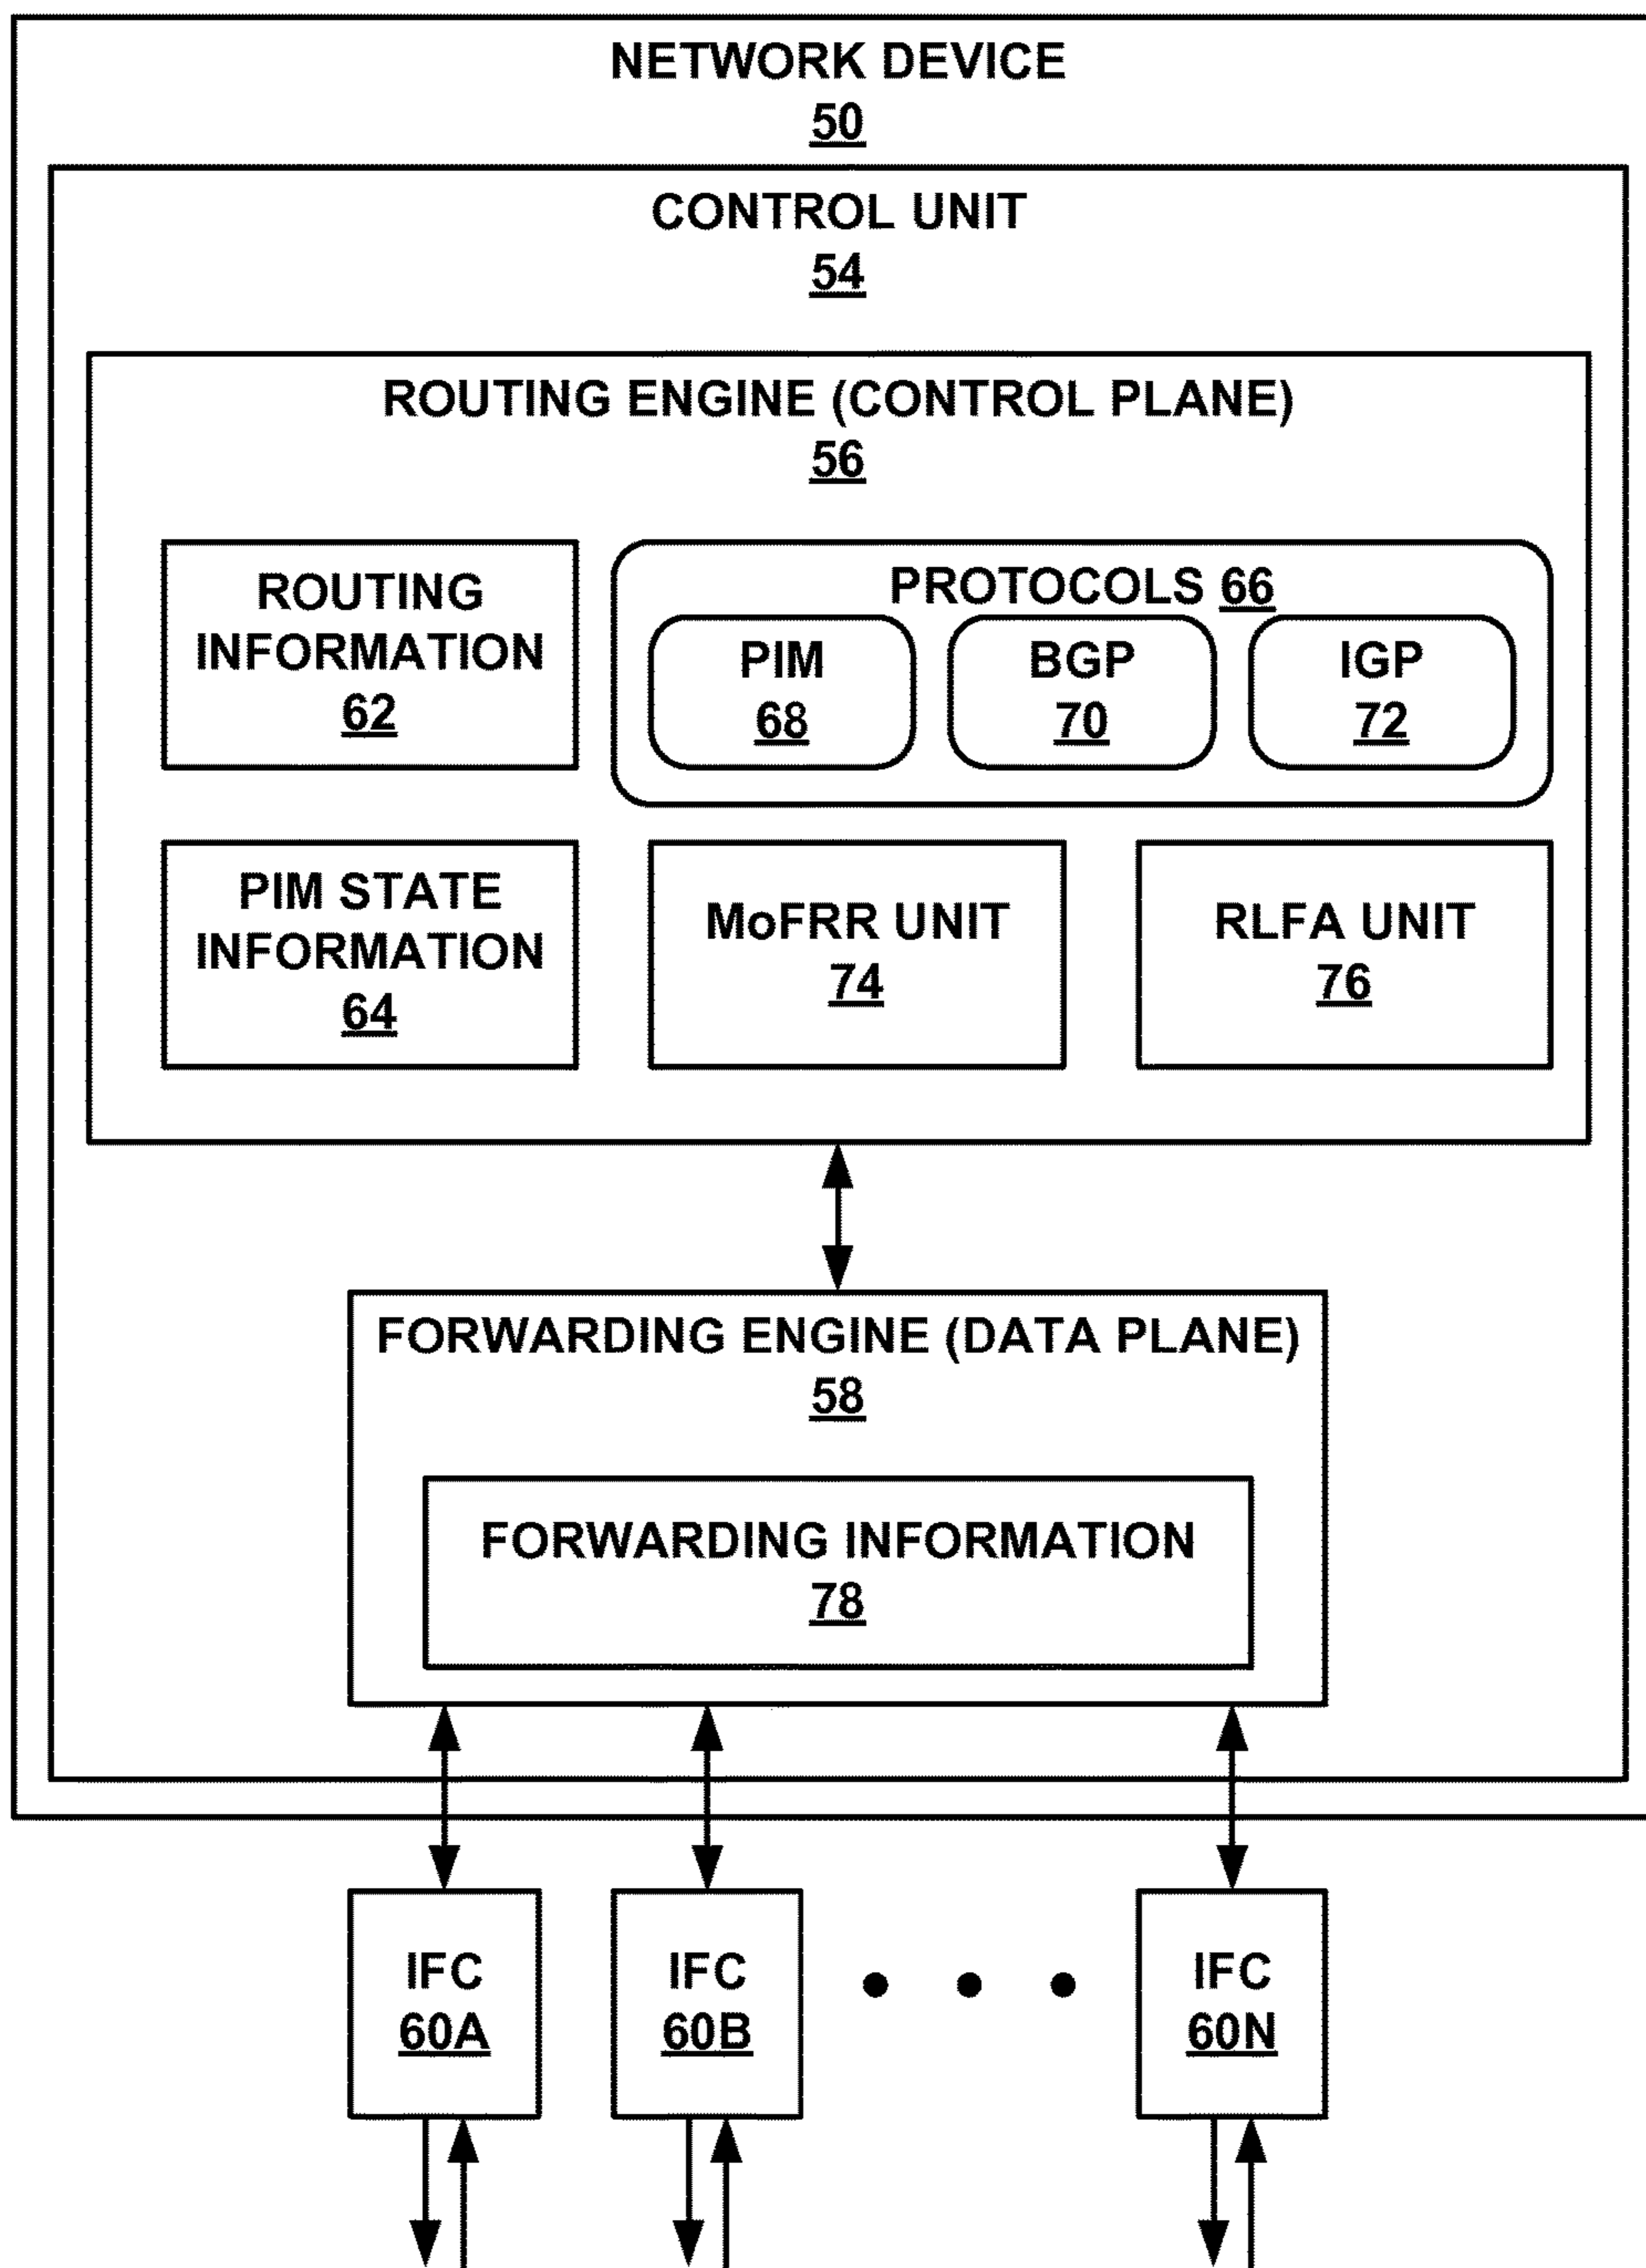 NETWORK DEVICE
50
CONTROL UNIT
54
ROUTING ENGINE (CONTROL PLANE)
56
ROUTING
INFORMATION
62
PROTOCOLS 66
PIM
68
BGP
70
IGP
72
PIM STATE
INFORMATION
64
MoFRR UNIT
74
RLFA UNIT
76
FORWARDING ENGINE (DATA PLANE)
58
FORWARDING INFORMATION
78
IFC
60A
IFC
60B
IFC
60N